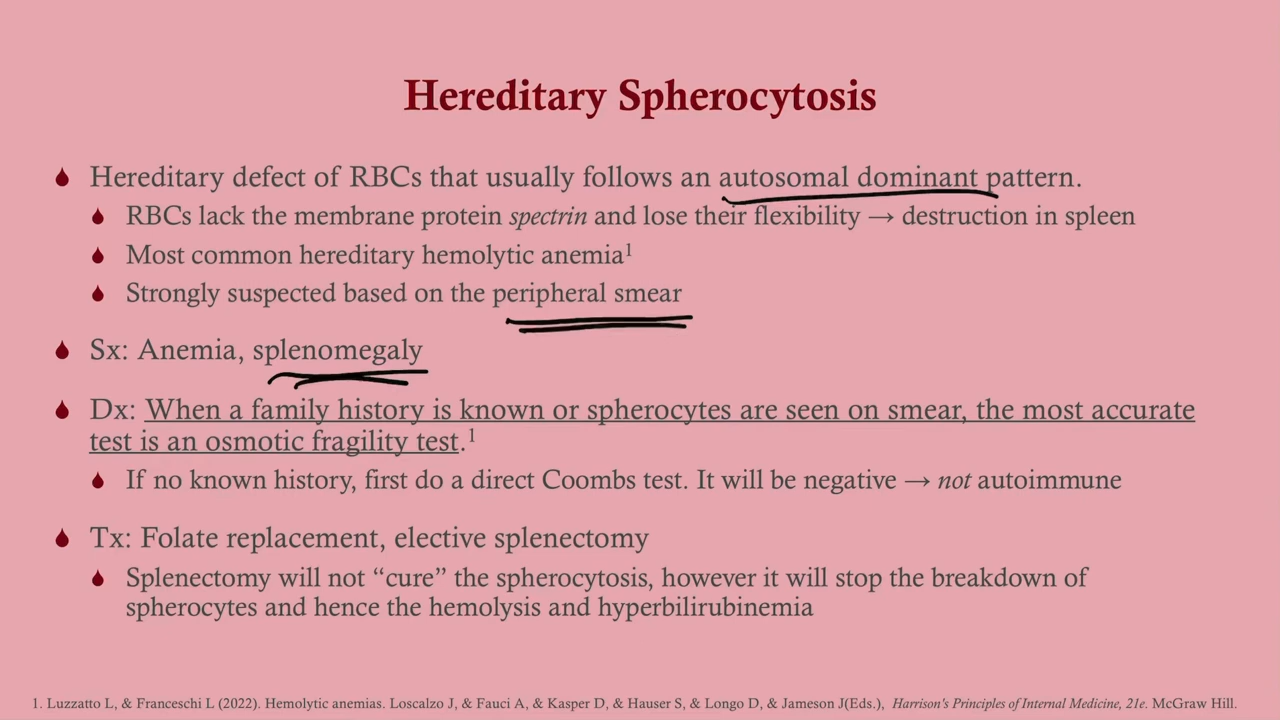 Hereditary Spherocytosis
Hereditary defect of RBCs that usually follows an autosomal dominant pattern.
RBCs lack the membrane protein spectrin and lose their flexibility → destruction in spleen
Most common hereditary hemolytic anemia¹
Strongly suspected based on the peripheral smear
Sx: Anemia, splenomegaly
Dx: When a family history is known or spherocytes are seen on smear, the most accurate
test is an osmotic fragility test.¹
If no known history, first do a direct Coombs test. It will be negative → not autoimmune
Tx: Folate replacement, elective splenectomy
Splenectomy will not “cure” the spherocytosis, however it will stop the breakdown of
spherocytes and hence the hemolysis and hyperbilirubinemia
1. Luzzatto L, & Franceschi L (2022). Hemolytic anemias. Loscalzo J, & Fauci A, & Kasper D, & Hauser S, & Longo D, & Jameson J(Eds.), Harrison's Principles of Internal Medicine, 21e. McGraw Hill.